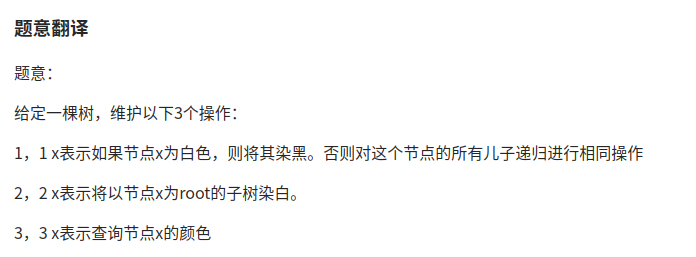 题意翻译
题意：
给定一棵树，维护以下3个操作：
1，1 x表示如果节点x为白色，则将其染黑。否则对这个节点的所有儿子递归进行相同操作
2，2 x表示将以节点x为root的子树染白。
3，3 x表示查询节点x的颜色